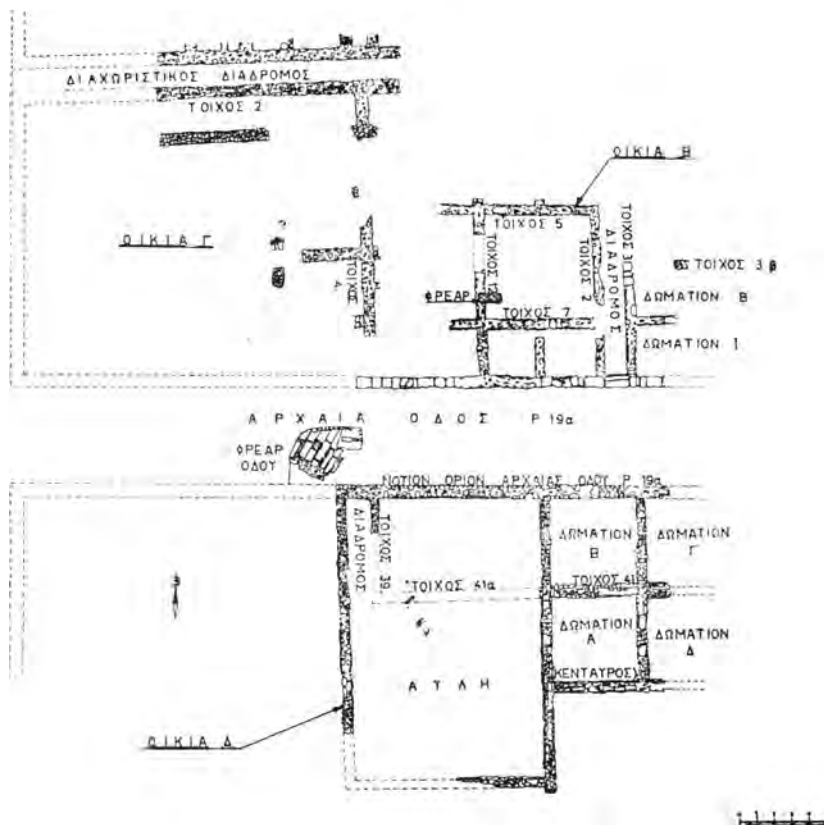 ΔΙΑΧΩΡΙΣΤΙΚΟΣ ΔΙΑΔΡΟΜΟΣ
ΤΟΙΧΟΣ 2
ΟΙΚΙΑ Β
ΟΙΚΙΑ Γ
ΤΟΙΧΟΣ 4
ΤΟΙΧΟΣ 5
ΤΟΙΧΟΣ 2
ΔΙΑΔΡΟΜΟΣ
ΤΟΙΧΟΣ 3
ΤΟΙΧΟΣ 3 β
ΦΡΕΑΡ
ΤΟΙΧΟΣ 7
ΔΩΜΑΤΙΟΝ Β
ΔΩΜΑΤΙΟΝ Ι
ΑΡΧΑΙΑ ΟΔΟΣ Ρ 19α
ΦΡΕΑΡ
ΟΔΟΥ
ΝΟΤΙΟΝ ΟΡΙΟΝ ΑΡΧΑΙΑΣ ΟΔΟΥ Ρ 19α
ΔΙΑΔΡΟΜΟΣ
ΤΟΙΧΟΣ 39
ΔΩΜΑΤΙΟΝ
Β
ΔΩΜΑΤΙΟΝ
Γ
ΤΟΙΧΟΣ 41α
ΤΟΙΧΟΣ 41
ΔΩΜΑΤΙΟΝ
Α
(ΚΕΝΤΑΥΡΟΣ)
ΔΩΜΑΤΙΟΝ
Δ
ΑΥΛΗ
ΟΙΚΙΑ Δ